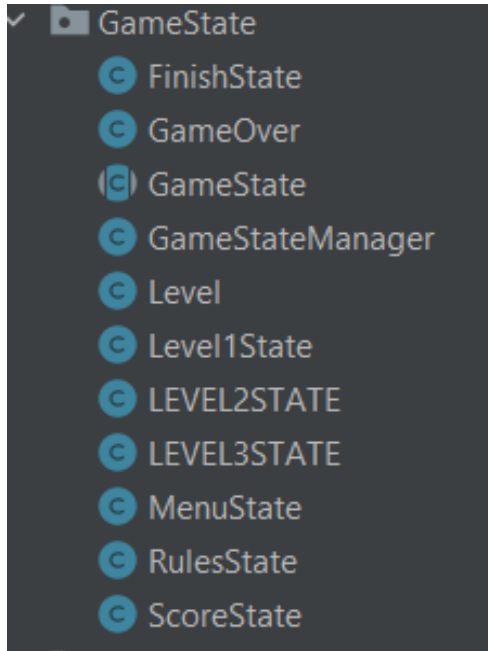 GameState
C FinishState
C GameOver
C GameState
C GameStateManager
C Level
C Level1State
C LEVEL2STATE
C LEVEL3STATE
C MenuState
C RulesState
C ScoreState